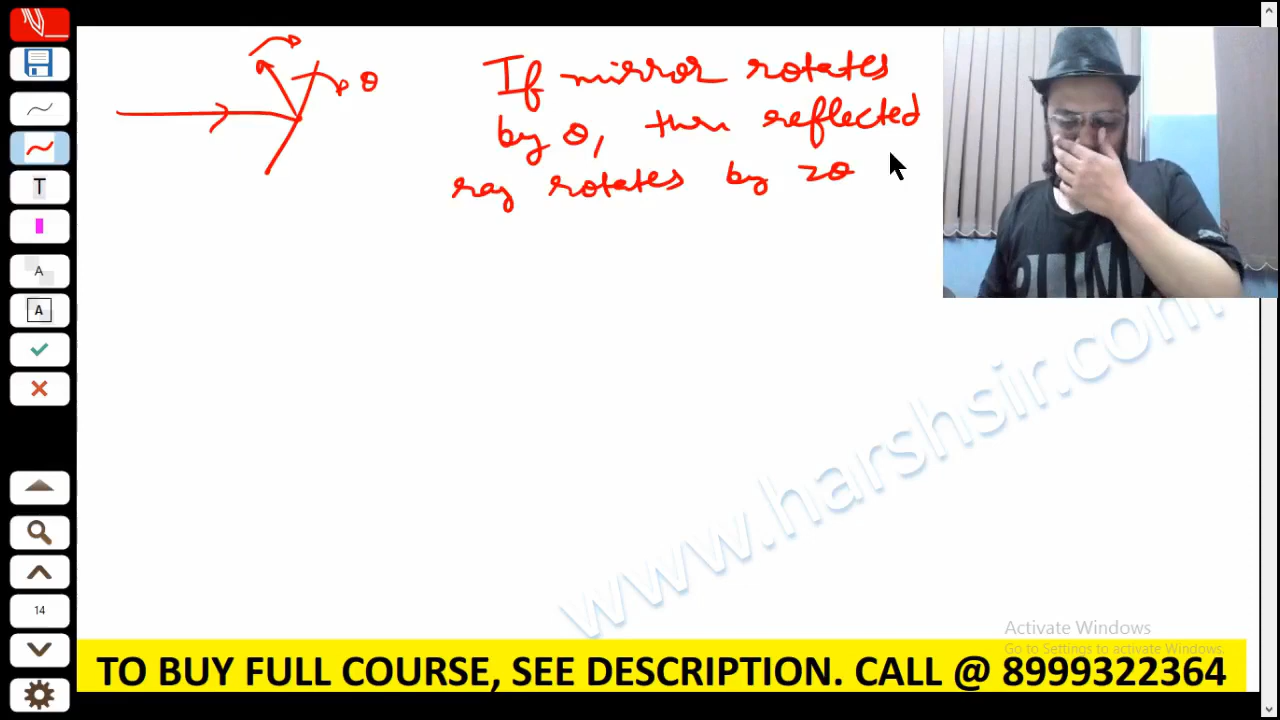 If mirror rotates
by θ, then reflected
ray rotates by 2θ
θ
T
A
A
14
www.harshsir.com
PUMA
Activate Windows
Go to Settings to activate Windows.
TO BUY FULL COURSE, SEE DESCRIPTION. CALL @ 8999322364